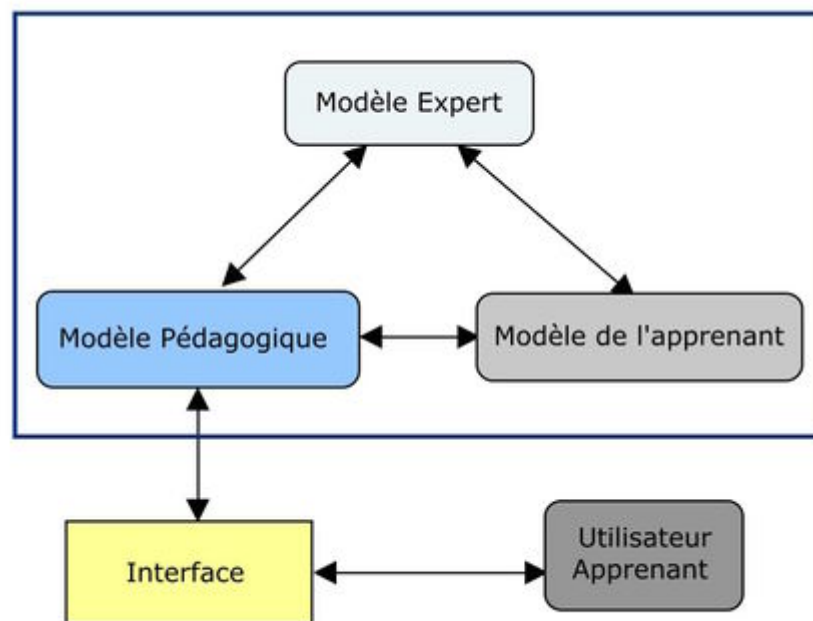 Modèle Expert
Modèle Pédagogique
Modèle de l'apprenant
Interface
Utilisateur
Apprenant